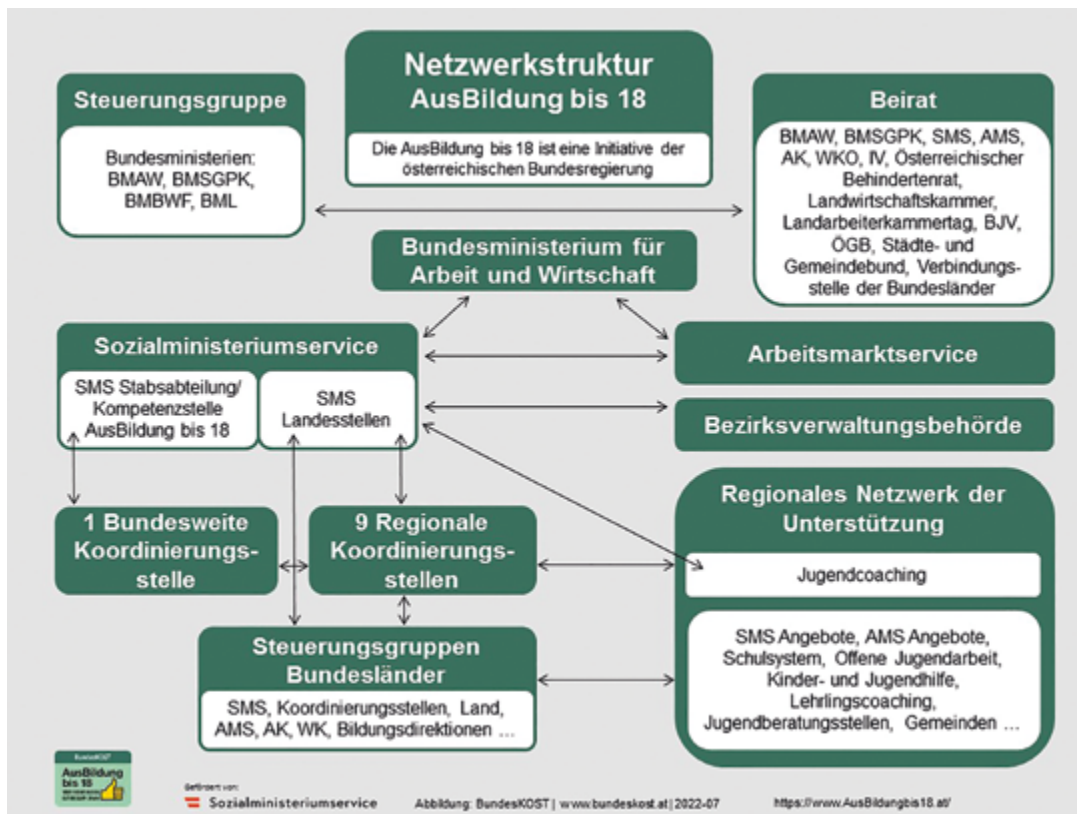 Netzwerkstruktur
AusBildung bis 18
Die AusBildung bis 18 ist eine Initiative der
österreichischen Bundesregierung
Steuerungsgruppe
Bundesministerien:
BMAW, BMSGPK,
BMBWF, BML
Beirat
BMAW, BMSGPK, SMS, AMS,
AK, WKO, IV, Österreichischer
Behindertenrat,
Landwirtschaftskammer,
Landarbeiterkammertag, BJV,
ÖGB, Städte- und
Gemeindebund, Verbindungs-
stelle der Bundesländer
Bundesministerium für
Arbeit und Wirtschaft
Sozialministeriumservice
SMS Stabsabteilung/
Kompetenzstelle
AusBildung bis 18
SMS
Landesstellen
Arbeitsmarktservice
Bezirksverwaltungsbehörde
1 Bundesweite
Koordinierungs-
stelle
9 Regionale
Koordinierungs-
stellen
Regionales Netzwerk der
Unterstützung
Jugendcoaching
SMS Angebote, AMS Angebote,
Schulsystem, Offene Jugendarbeit,
Kinder- und Jugendhilfe,
Lehrlingscoaching,
Jugendberatungsstellen, Gemeinden ...
Steuerungsgruppen
Bundesländer
SMS, Koordinierungsstellen, Land,
AMS, AK, WK, Bildungsdirektionen ...
BundesKOST
AusBildung
bis 18
Gefördert von:
Sozialministeriumservice
Abbildung: BundesKOST | www.bundeskost.at | 2022-07
https://www.AusBildungbis18.at/